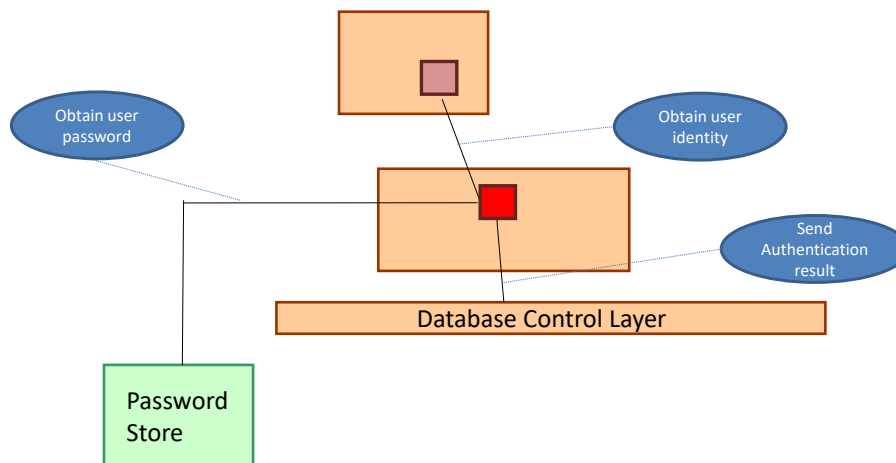 Obtain user
password
Obtain user
identity
Send
Authentication
result
Database Control Layer
Password
Store